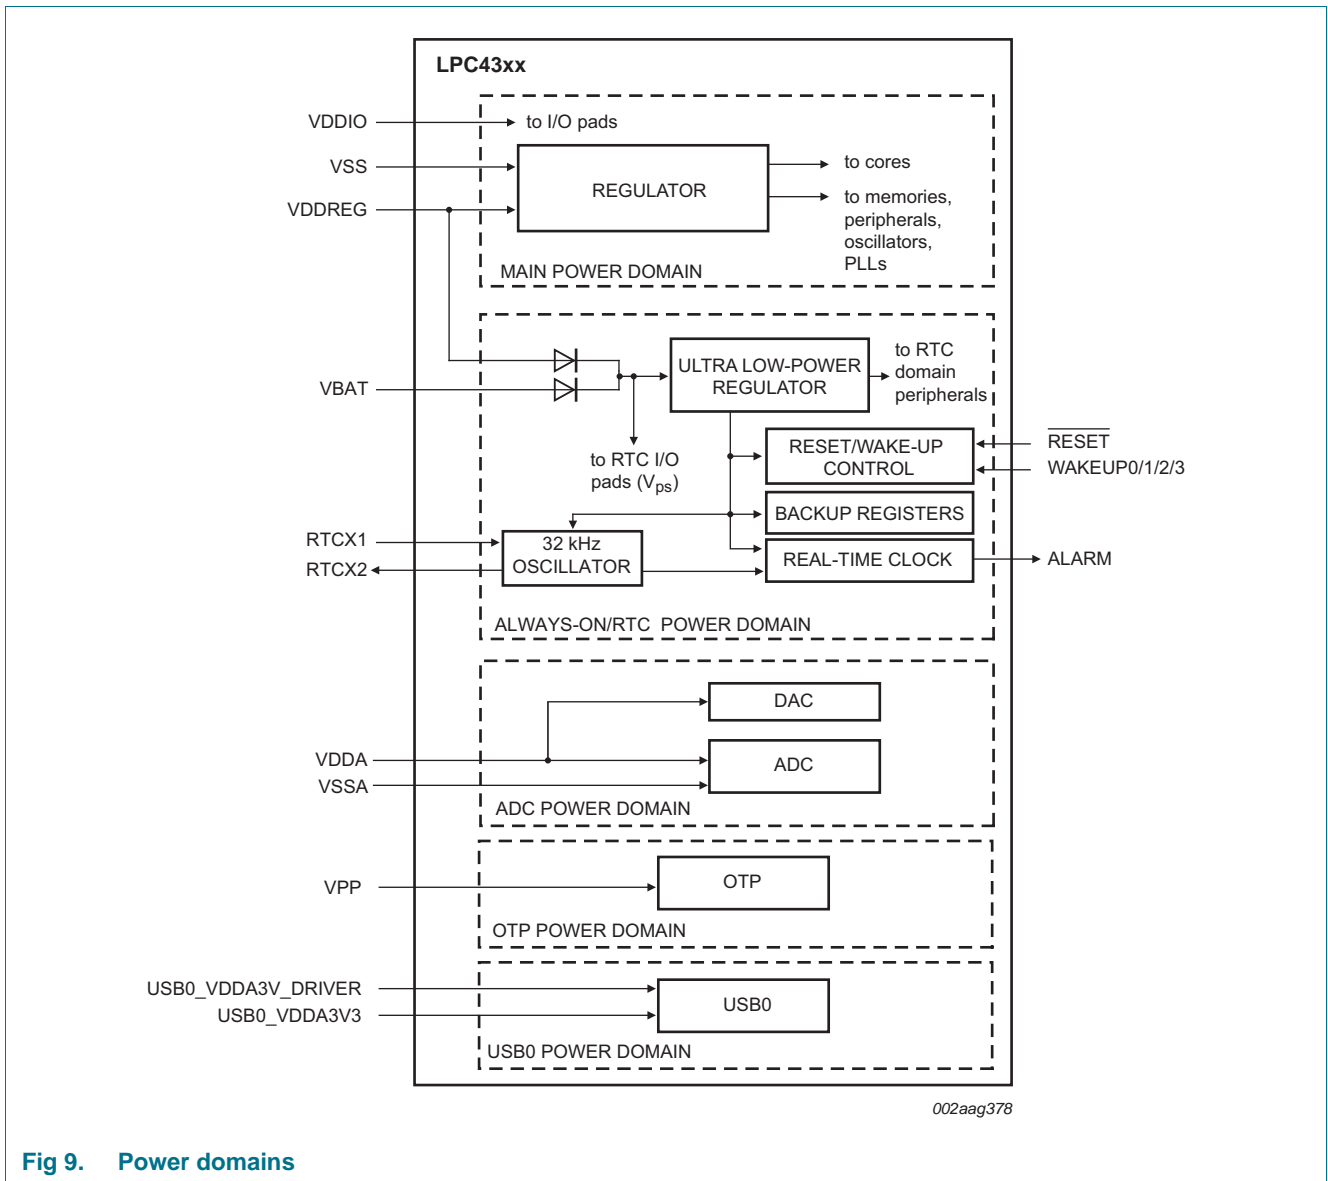 LPC43xx
VDDIO
to I/O pads
VSS
REGULATOR
to cores
VDDREG
to memories,
peripherals,
oscillators,
PLLs
MAIN POWER DOMAIN
VBAT
ULTRA LOW-POWER
REGULATOR
to RTC
domain
peripherals
to RTC I/O
pads (Vps)
RESET/WAKE-UP
CONTROL
RESET
WAKEUP0/1/2/3
BACKUP REGISTERS
RTCX1
RTCX2
32 kHz
OSCILLATOR
REAL-TIME CLOCK
ALARM
ALWAYS-ON/RTC POWER DOMAIN
DAC
VDDA
VSSA
ADC
ADC POWER DOMAIN
VPP
OTP
OTP POWER DOMAIN
USB0_VDDA3V_DRIVER
USB0_VDDA3V3
USB0
USB0 POWER DOMAIN
002aag378
Fig 9. Power domains